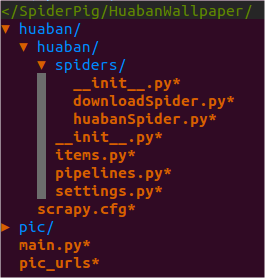 </SpiderPig/HuabanWallpaper/
▼ huaban/
▼ huaban/
▼ spiders/
__init__.py*
downloadSpider.py*
huabanSpider.py*
__init__.py*
items.py*
pipelines.py*
settings.py*
scrapy.cfg*
▶ pic/
main.py*
pic_urls*